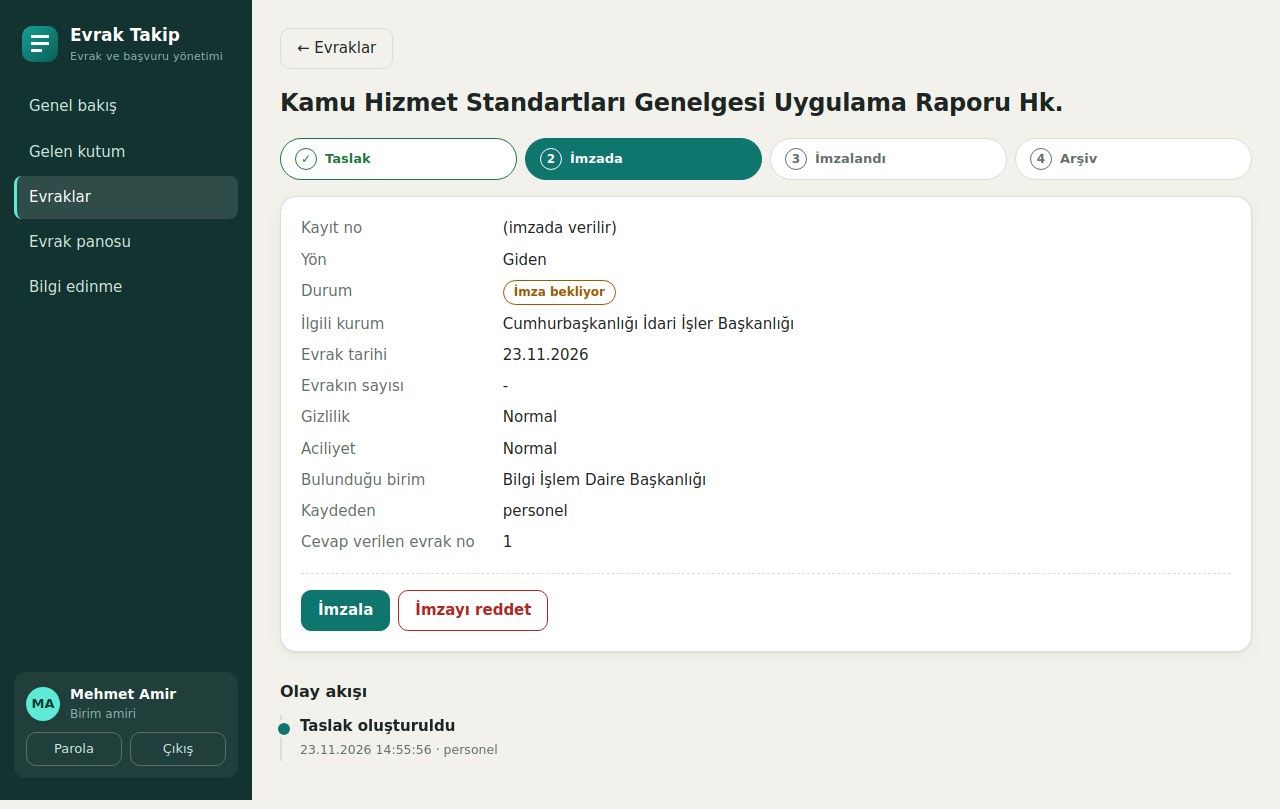 Evrak Takip
Evrak ve başvuru yönetimi
Genel bakış
Gelen kutum
Evraklar
Evrak panosu
Bilgi edinme
MA
Mehmet Amir
Birim amiri
Parola
Çıkış
← Evraklar
Kamu Hizmet Standartları Genelgesi Uygulama Raporu Hk.
✓ Taslak
2 İmzada
3 İmzalandı
4 Arşiv
Kayıt no (imzada verilir)
Yön Giden
Durum İmza bekliyor
İlgili kurum Cumhurbaşkanlığı İdari İşler Başkanlığı
Evrak tarihi 23.11.2026
Evrakın sayısı -
Gizlilik Normal
Aciliyet Normal
Bulunduğu birim Bilgi İşlem Daire Başkanlığı
Kaydeden personel
Cevap verilen evrak no 1
İmzala
İmzayı reddet
Olay akışı
Taslak oluşturuldu
23.11.2026 14:55:56 · personel